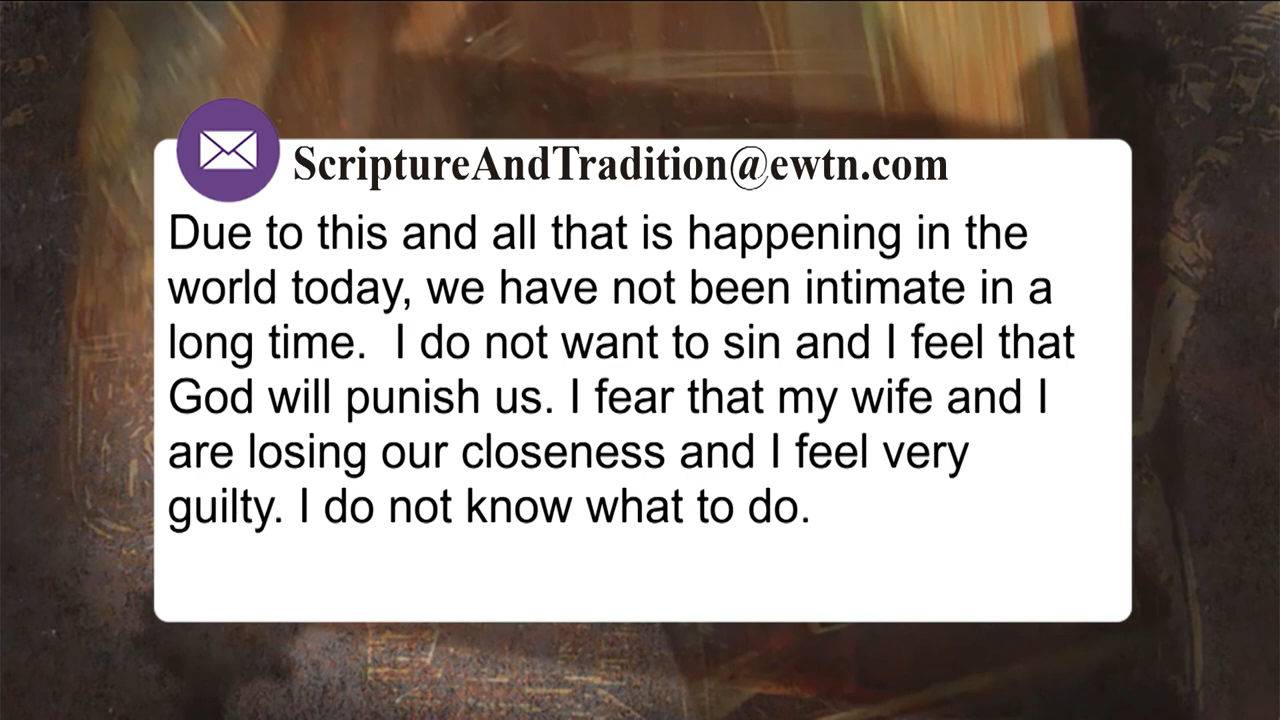 ScriptureAndTradition@ewtn.com
Due to this and all that is happening in the
world today, we have not been intimate in a
long time.  I do not want to sin and I feel that
God will punish us. I fear that my wife and I
are losing our closeness and I feel very
guilty. I do not know what to do.